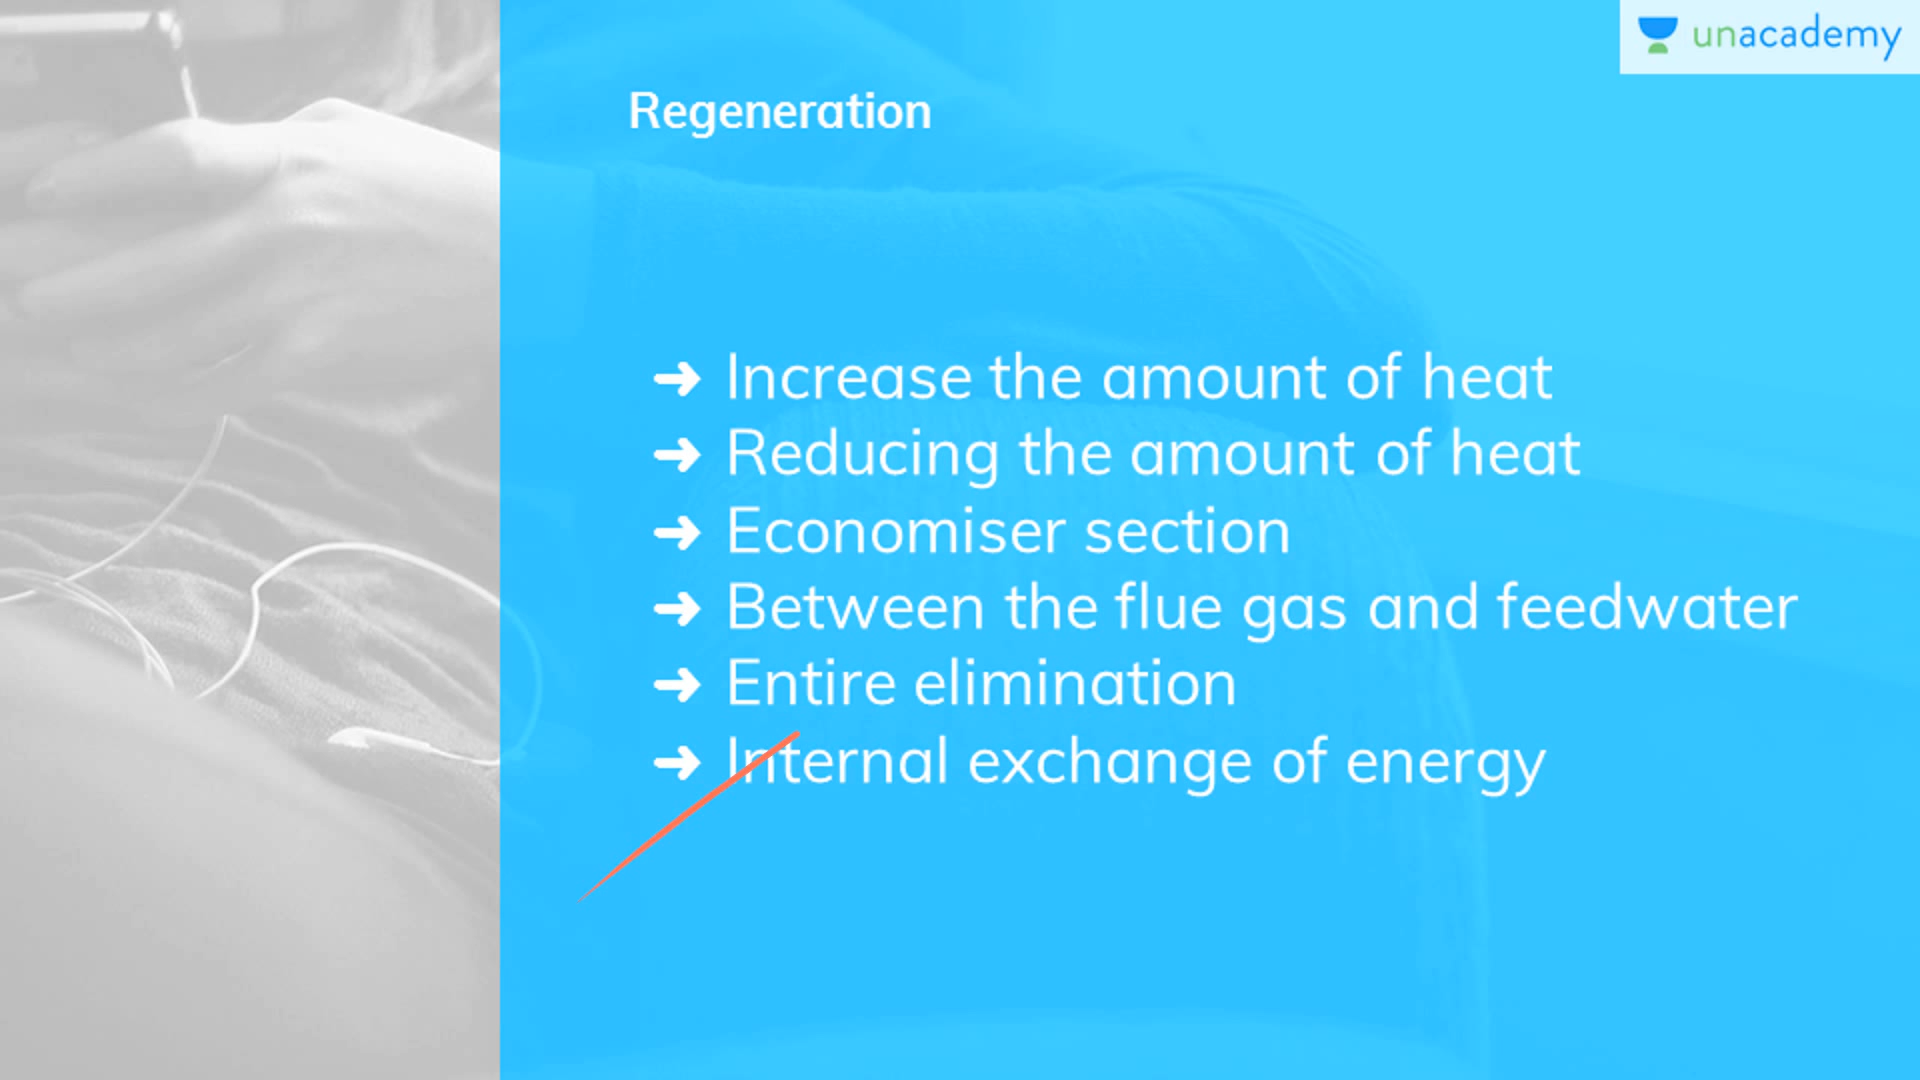 unacademy
Regeneration
➜ Increase the amount of heat
➜ Reducing the amount of heat
➜ Economiser section
➜ Between the flue gas and feedwater
➜ Entire elimination
➜ Internal exchange of energy